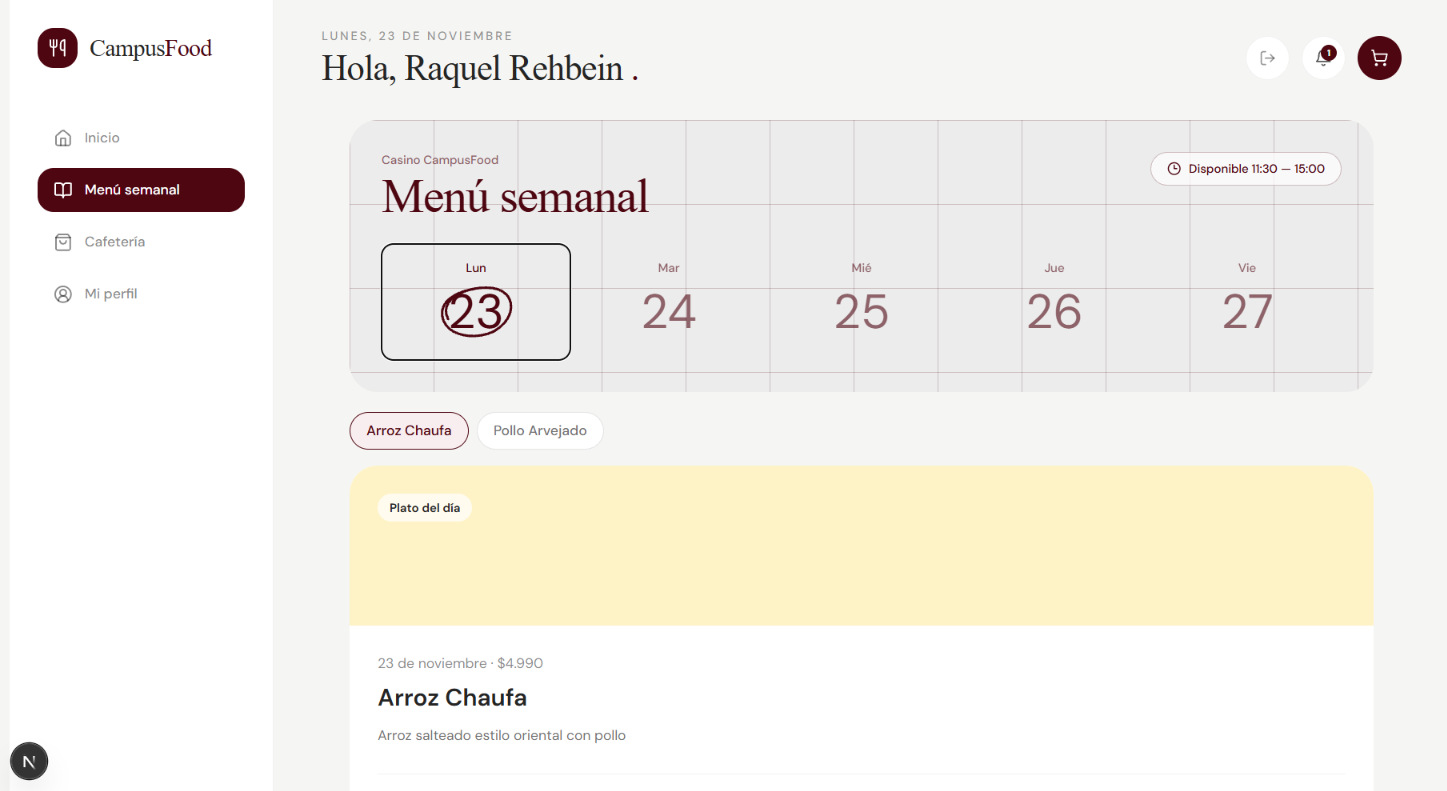 CampusFood
Inicio
Menú semanal
Cafetería
Mi perfil
N
LUNES, 23 DE NOVIEMBRE
Hola, Raquel Rehbein .
1
Casino CampusFood
Menú semanal
Disponible 11:30 — 15:00
Lun
23
Mar
24
Mié
25
Jue
26
Vie
27
Arroz Chaufa
Pollo Arvejado
Plato del día
23 de noviembre · $4.990
Arroz Chaufa
Arroz salteado estilo oriental con pollo